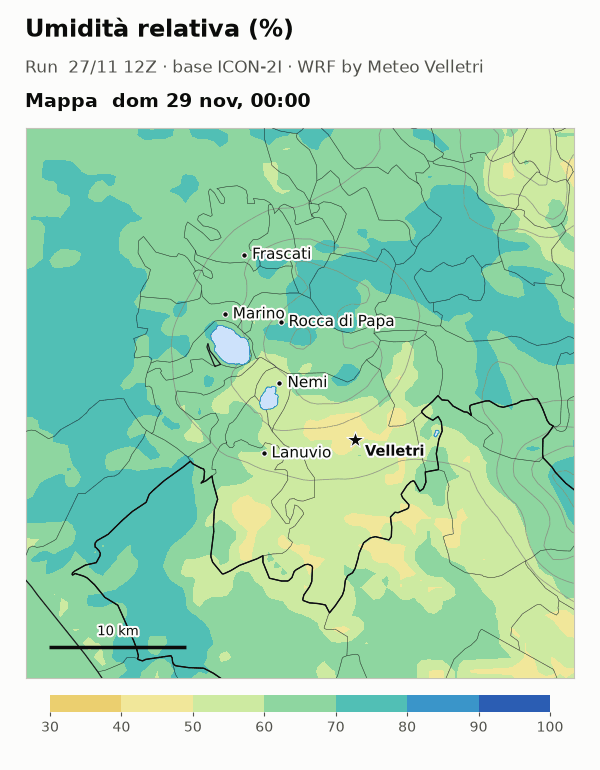 Umidità relativa (%)
Run 27/11 12Z · base ICON-2I · WRF by Meteo Velletri
Mappa dom 29 nov, 00:00
Frascati
Marino
Rocca di Papa
Nemi
Velletri
Lanuvio
10 km
30 40 50 60 70 80 90 100